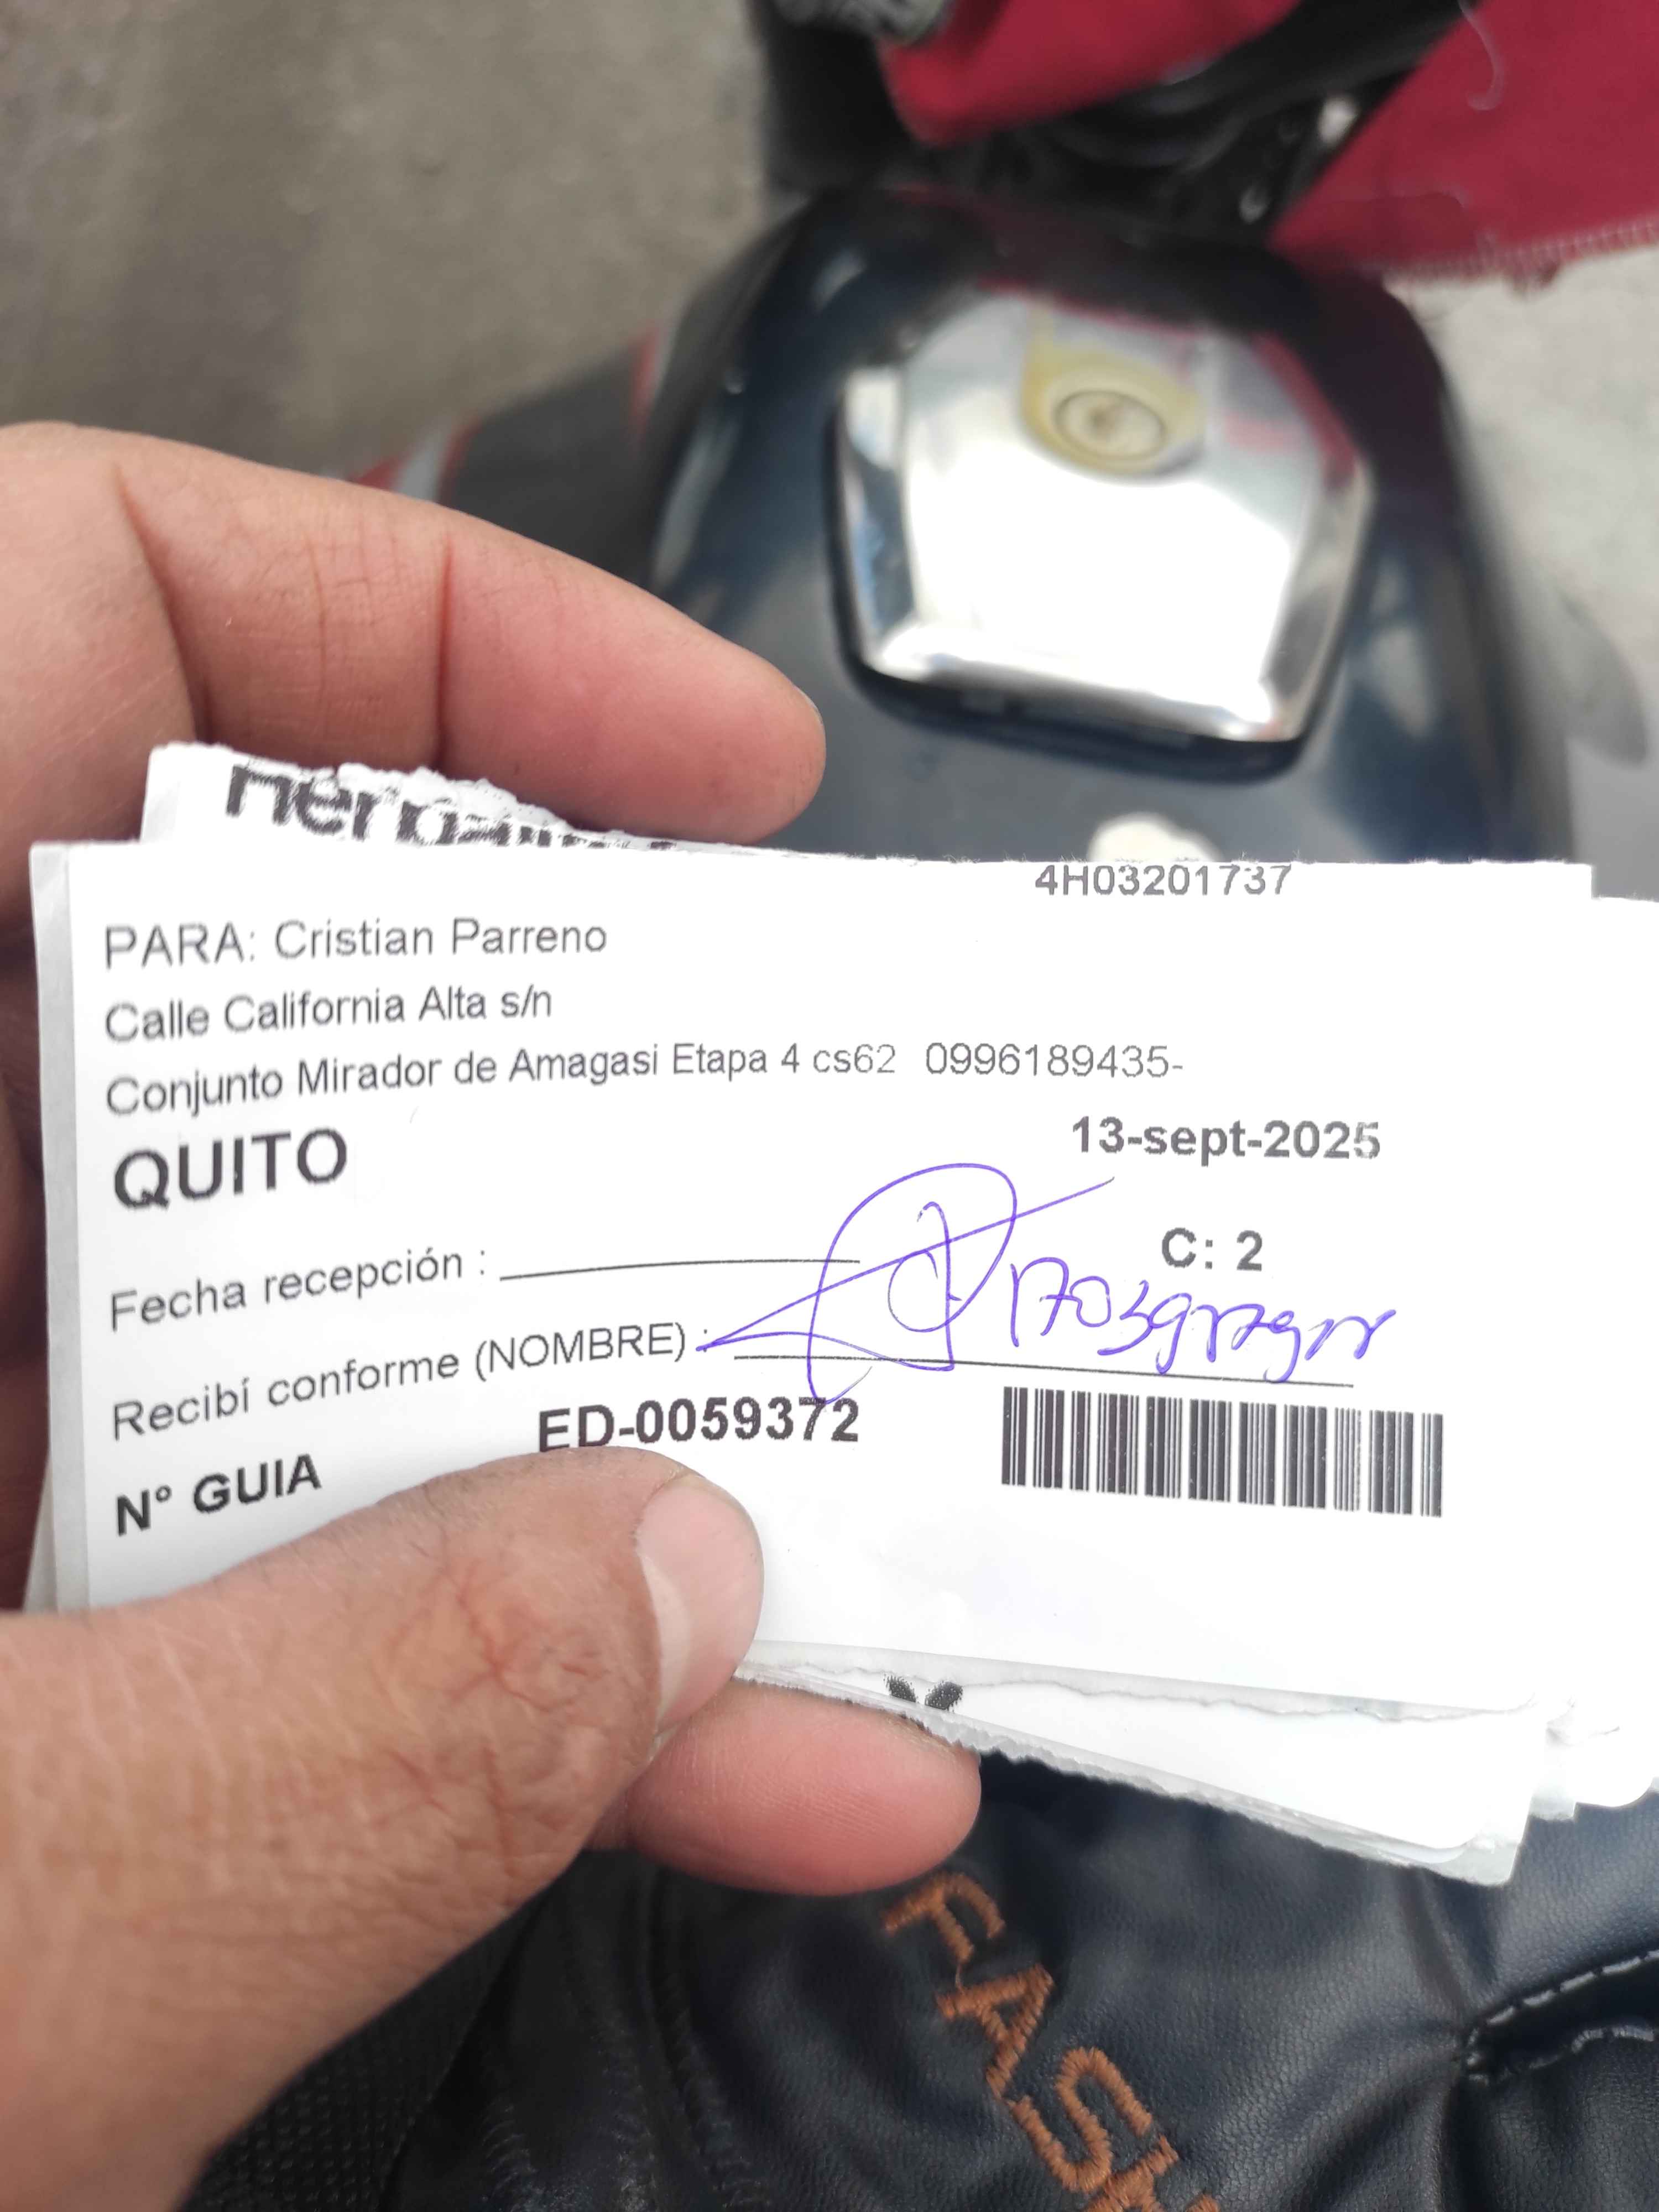 4H03201737
PARA: Cristian Parreno
Calle California Alta s/n
Conjunto Mirador de Amagasi Etapa 4 cs62 0996189435-
QUITO
13-sept-2025
C: 2
Fecha recepción :
Recibí conforme (NOMBRE) :
ED-0059372
N° GUIA
FASH